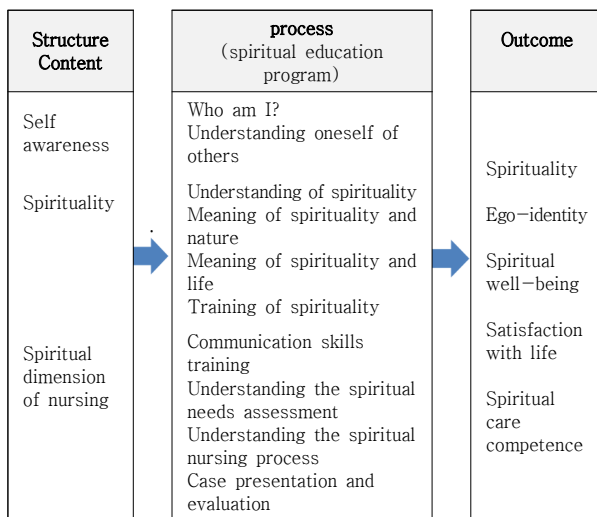 Structure
Content
Self
awareness
Spirituality
Spiritual
dimension
of nursing
process
(spiritual education
program)
Who am I?
Understanding oneself of
others
Understanding of spirituality
Meaning of spirituality and
nature
Meaning of spirituality and
life
Training of spirituality
Communication skills
training
Understanding the spiritual
needs assessment
Understanding the spiritual
nursing process
Case presentation and
evaluation
Outcome
Spirituality
Ego-identity
Spiritual
well-being
Satisfaction
with life
Spiritual
care
competence